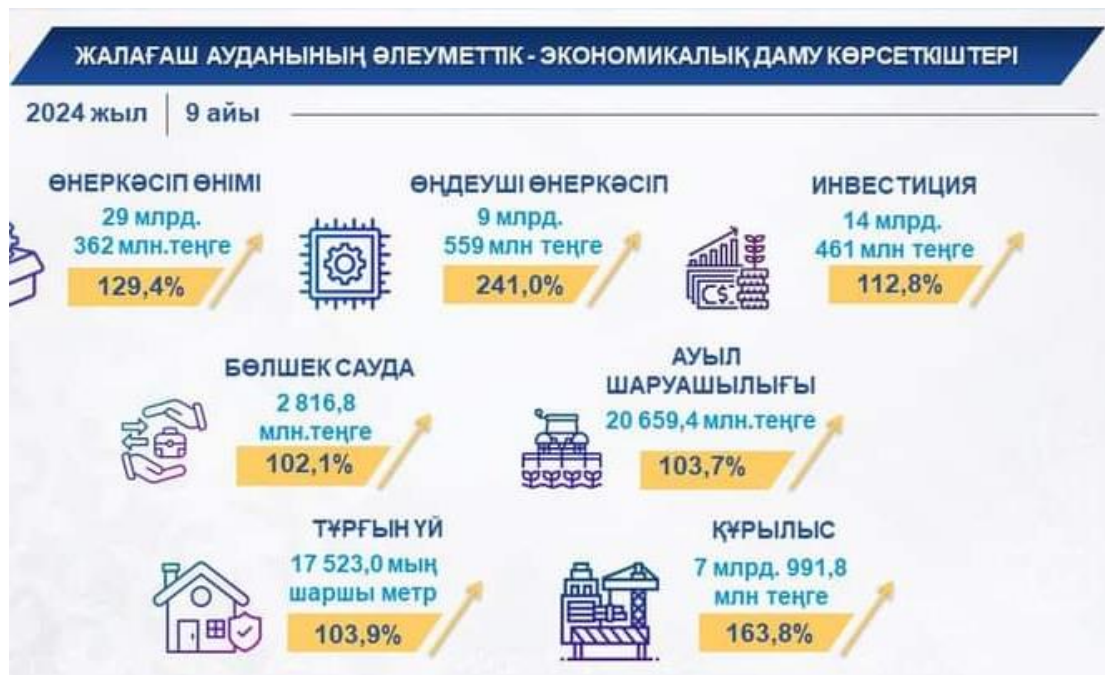 ЖАЛАҒАШ АУДАНЫНЫҢ ӘЛЕУМЕТТІК - ЭКОНОМИКАЛЫҚ ДАМУ КӨРСЕТКІШТЕРІ
2024 жыл 9 айы
ӨНЕРКӘСІП ӨНІМІ
29 млрд.
362 млн.теңге
129,4%
ӨҢДЕУШІ ӨНЕРКӘСІП
9 млрд.
559 млн теңге
241,0%
ИНВЕСТИЦИЯ
14 млрд.
461 млн теңге
112,8%
C$
БӨЛШЕК САУДА
2 816,8
млн.теңге
102,1%
АУЫЛ
ШАРУАШЫЛЫҒЫ
20 659,4 млн.теңге
103,7%
ТҰРҒЫН ҮЙ
17 523,0 мың
шаршы метр
103,9%
ҚҰРЫЛЫС
7 млрд. 991,8
млн теңге
163,8%